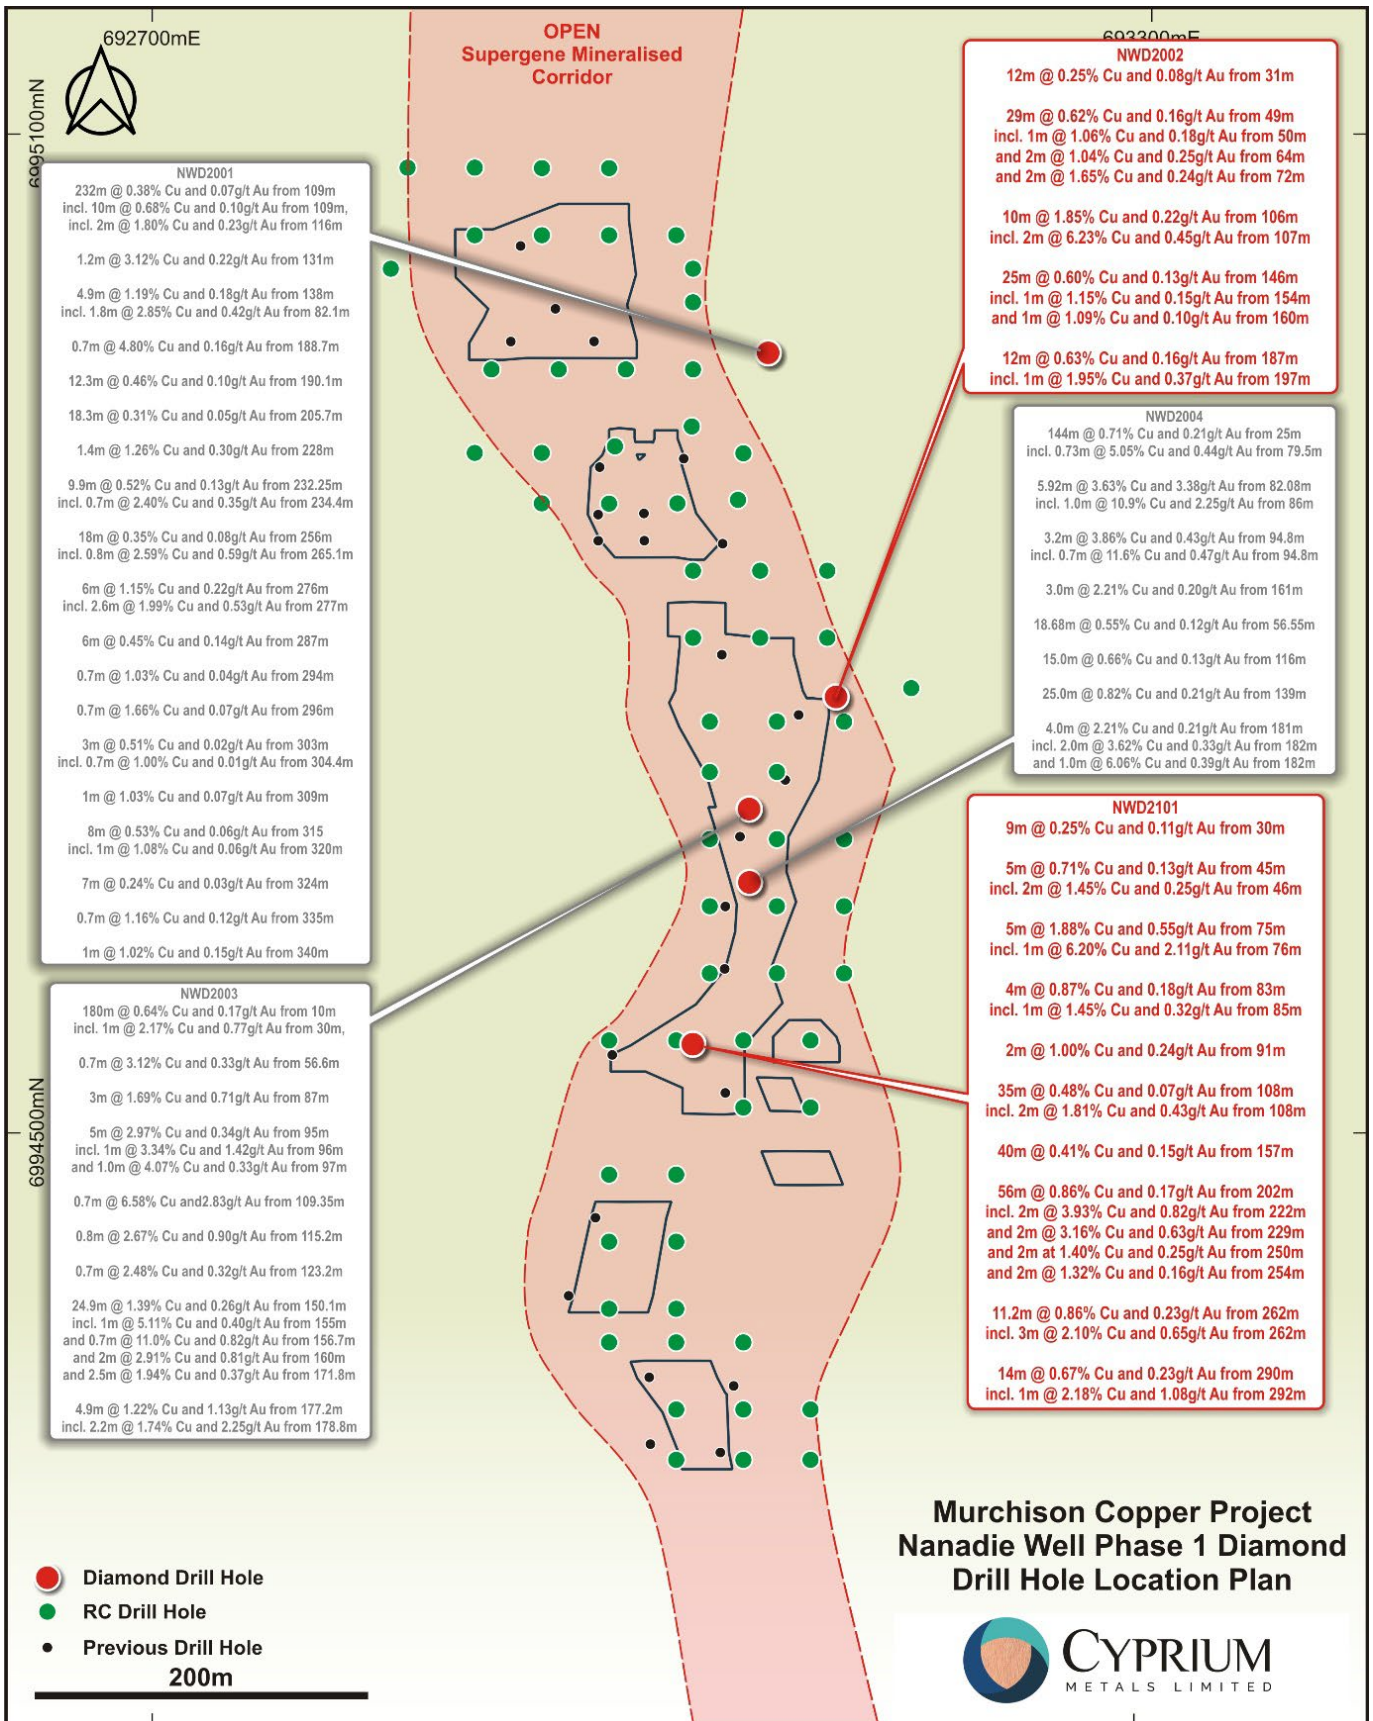 692700mE
693300mE
OPEN
Supergene Mineralised
Corridor
6995100mN
NWD2001
232m @ 0.38% Cu and 0.07g/t Au from 109m
incl. 10m @ 0.68% Cu and 0.10g/t Au from 109m,
incl. 2m @ 1.80% Cu and 0.23g/t Au from 116m
1.2m @ 3.12% Cu and 0.22g/t Au from 131m
4.9m @ 1.19% Cu and 0.18g/t Au from 138m
incl. 1.8m @ 2.85% Cu and 0.42g/t Au from 82.1m
0.7m @ 4.80% Cu and 0.16g/t Au from 188.7m
12.3m @ 0.46% Cu and 0.10g/t Au from 190.1m
18.3m @ 0.31% Cu and 0.05g/t Au from 205.7m
1.4m @ 1.26% Cu and 0.30g/t Au from 228m
9.9m @ 0.52% Cu and 0.13g/t Au from 232.25m
incl. 0.7m @ 2.40% Cu and 0.35g/t Au from 234.4m
18m @ 0.35% Cu and 0.08g/t Au from 256m
incl. 0.8m @ 2.59% Cu and 0.59g/t Au from 265.1m
6m @ 1.15% Cu and 0.22g/t Au from 276m
incl. 2.6m @ 1.99% Cu and 0.53g/t Au from 277m
6m @ 0.45% Cu and 0.14g/t Au from 287m
0.7m @ 1.03% Cu and 0.04g/t Au from 294m
0.7m @ 1.66% Cu and 0.07g/t Au from 296m
3m @ 0.51% Cu and 0.02g/t Au from 303m
incl. 0.7m @ 1.00% Cu and 0.01g/t Au from 304.4m
1m @ 1.03% Cu and 0.07g/t Au from 309m
8m @ 0.53% Cu and 0.06g/t Au from 315
incl. 1m @ 1.08% Cu and 0.06g/t Au from 320m
7m @ 0.24% Cu and 0.03g/t Au from 324m
0.7m @ 1.16% Cu and 0.12g/t Au from 335m
1m @ 1.02% Cu and 0.15g/t Au from 340m
NWD2002
12m @ 0.25% Cu and 0.08g/t Au from 31m
29m @ 0.62% Cu and 0.16g/t Au from 49m
incl. 1m @ 1.06% Cu and 0.18g/t Au from 50m
and 2m @ 1.04% Cu and 0.25g/t Au from 64m
and 2m @ 1.65% Cu and 0.24g/t Au from 72m
10m @ 1.85% Cu and 0.22g/t Au from 106m
incl. 2m @ 6.23% Cu and 0.45g/t Au from 107m
25m @ 0.60% Cu and 0.13g/t Au from 146m
incl. 1m @ 1.15% Cu and 0.15g/t Au from 154m
and 1m @ 1.09% Cu and 0.10g/t Au from 160m
12m @ 0.63% Cu and 0.16g/t Au from 187m
incl. 1m @ 1.95% Cu and 0.37g/t Au from 197m
NWD2004
144m @ 0.71% Cu and 0.21g/t Au from 25m
incl. 0.73m @ 5.05% Cu and 0.44g/t Au from 79.5m
5.92m @ 3.63% Cu and 3.38g/t Au from 82.08m
incl. 1.0m @ 10.9% Cu and 2.25g/t Au from 86m
3.2m @ 3.86% Cu and 0.43g/t Au from 94.8m
incl. 0.7m @ 11.6% Cu and 0.47g/t Au from 94.8m
3.0m @ 2.21% Cu and 0.20g/t Au from 161m
18.68m @ 0.55% Cu and 0.12g/t Au from 56.55m
15.0m @ 0.66% Cu and 0.13g/t Au from 116m
25.0m @ 0.82% Cu and 0.21g/t Au from 139m
4.0m @ 2.21% Cu and 0.21g/t Au from 181m
incl. 2.0m @ 3.62% Cu and 0.33g/t Au from 182m
and 1.0m @ 6.06% Cu and 0.39g/t Au from 182m
6994500mN
NWD2003
180m @ 0.64% Cu and 0.17g/t Au from 10m
incl. 1m @ 2.17% Cu and 0.77g/t Au from 30m,
0.7m @ 3.12% Cu and 0.33g/t Au from 56.6m
3m @ 1.69% Cu and 0.71g/t Au from 87m
5m @ 2.97% Cu and 0.34g/t Au from 95m
incl. 1m @ 3.34% Cu and 1.42g/t Au from 96m
and 1.0m @ 4.07% Cu and 0.33g/t Au from 97m
0.7m @ 6.58% Cu and2.83g/t Au from 109.35m
0.8m @ 2.67% Cu and 0.90g/t Au from 115.2m
0.7m @ 2.48% Cu and 0.32g/t Au from 123.2m
24.9m @ 1.39% Cu and 0.26g/t Au from 150.1m
incl. 1m @ 5.11% Cu and 0.40g/t Au from 155m
and 0.7m @ 11.0% Cu and 0.82g/t Au from 156.7m
and 2m @ 2.91% Cu and 0.81g/t Au from 160m
and 2.5m @ 1.94% Cu and 0.37g/t Au from 171.8m
4.9m @ 1.22% Cu and 1.13g/t Au from 177.2m
incl. 2.2m @ 1.74% Cu and 2.25g/t Au from 178.8m
NWD2101
9m @ 0.25% Cu and 0.11g/t Au from 30m
5m @ 0.71% Cu and 0.13g/t Au from 45m
incl. 2m @ 1.45% Cu and 0.25g/t Au from 46m
5m @ 1.88% Cu and 0.55g/t Au from 75m
incl. 1m @ 6.20% Cu and 2.11g/t Au from 76m
4m @ 0.87% Cu and 0.18g/t Au from 83m
incl. 1m @ 1.45% Cu and 0.32g/t Au from 85m
2m @ 1.00% Cu and 0.24g/t Au from 91m
35m @ 0.48% Cu and 0.07g/t Au from 108m
incl. 2m @ 1.81% Cu and 0.43g/t Au from 108m
40m @ 0.41% Cu and 0.15g/t Au from 157m
56m @ 0.86% Cu and 0.17g/t Au from 202m
incl. 2m @ 3.93% Cu and 0.82g/t Au from 222m
and 2m @ 3.16% Cu and 0.63g/t Au from 229m
and 2m at 1.40% Cu and 0.25g/t Au from 250m
and 2m @ 1.32% Cu and 0.16g/t Au from 254m
11.2m @ 0.86% Cu and 0.23g/t Au from 262m
incl. 3m @ 2.10% Cu and 0.65g/t Au from 262m
14m @ 0.67% Cu and 0.23g/t Au from 290m
incl. 1m @ 2.18% Cu and 1.08g/t Au from 292m
Murchison Copper Project
Nanadie Well Phase 1 Diamond
Drill Hole Location Plan
Diamond Drill Hole
RC Drill Hole
Previous Drill Hole
200m
CYPRIUM
METALS LIMITED